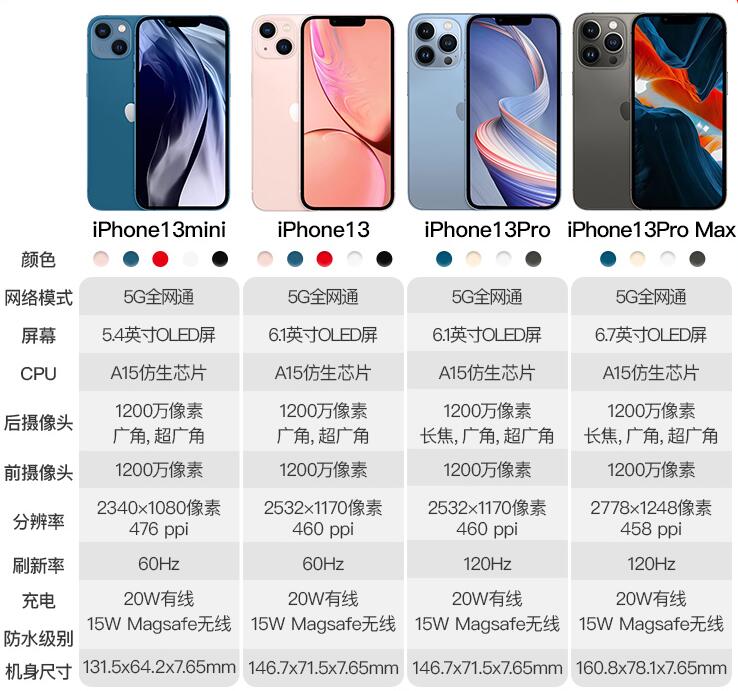 iPhone13mini iPhone13 iPhone13Pro iPhone13Pro Max
颜色
网络模式 5G全网通 5G全网通 5G全网通 5G全网通
屏幕 5.4英寸OLED屏 6.1英寸OLED屏 6.1英寸OLED屏 6.7英寸OLED屏
CPU A15仿生芯片 A15仿生芯片 A15仿生芯片 A15仿生芯片
后摄像头 1200万像素 1200万像素 1200万像素 1200万像素
广角, 超广角 广角, 超广角 长焦, 广角, 超广角 长焦, 广角, 超广角
前摄像头 1200万像素 1200万像素 1200万像素 1200万像素
分辨率 2340×1080像素 2532×1170像素 2532×1170像素 2778×1248像素
476 ppi 460 ppi 460 ppi 458 ppi
刷新率 60Hz 60Hz 120Hz 120Hz
充电 20W有线 20W有线 20W有线 20W有线
15W Magsafe无线 15W Magsafe无线 15W Magsafe无线 15W Magsafe无线
防水级别
机身尺寸 131.5x64.2x7.65mm 146.7x71.5x7.65mm 146.7x71.5x7.65mm 160.8x78.1x7.65mm